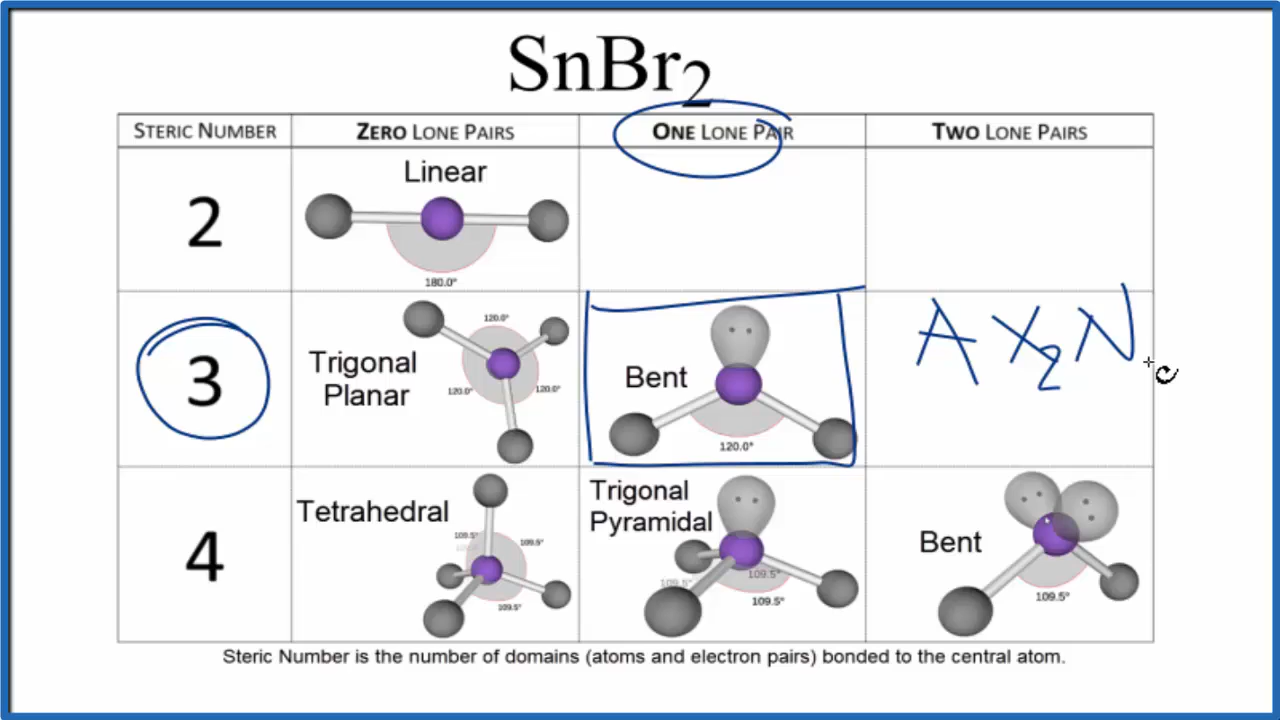 SnBr2
STERIC NUMBER ZERO LONE PAIRS ONE LONE PAIR TWO LONE PAIRS
2
Linear
180.0°
3
Trigonal
Planar
120.0°
120.0°
120.0°
Bent
120.0°
AX2N
4
Tetrahedral
109.5°
109.5°
109.5°
Trigonal
Pyramidal
109.5°
109.5°
109.5°
Bent
109.5°
Steric Number is the number of domains (atoms and electron pairs) bonded to the central atom.